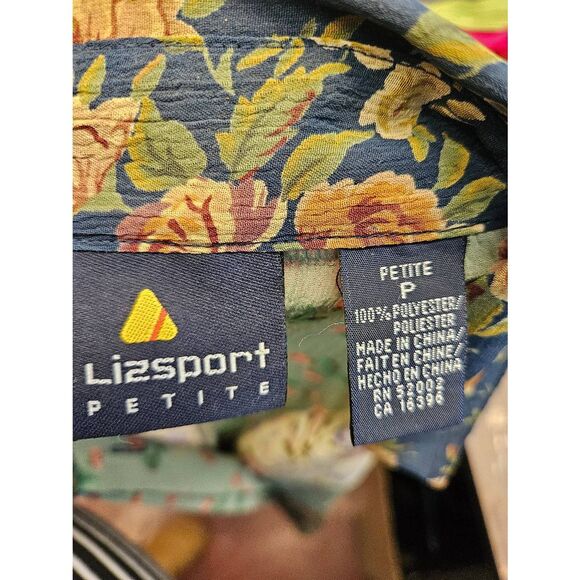 Lizsport
PETITE
PETITE
P
100% POLYESTER/
POLIESTER
MADE IN CHINA/
FAIT EN CHINE/
HECHO EN CHINA
RN 52002
CA 16396